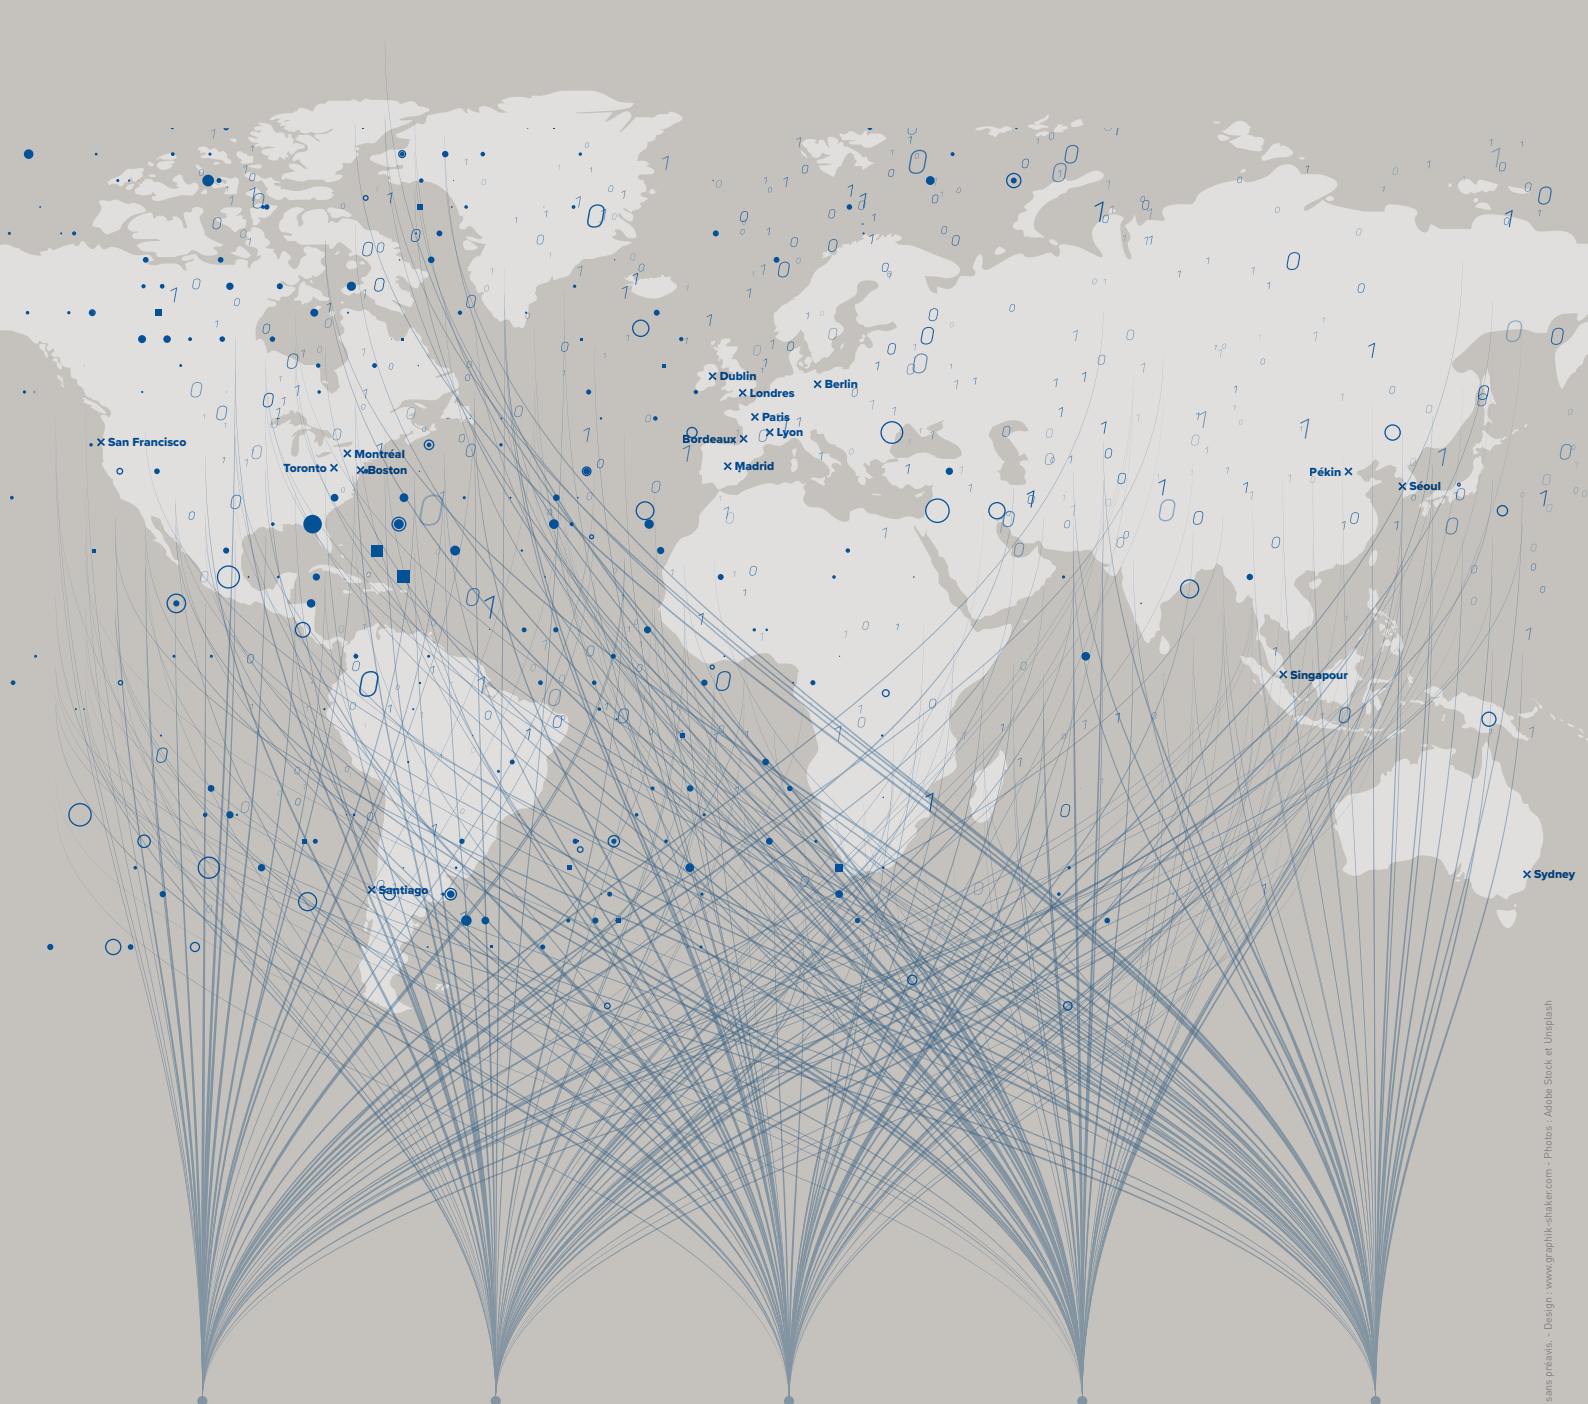 Dublin
Berlin
Londres
Paris
Lyon
Bordeaux
San Francisco
Montréal
Madrid
Toronto
Boston
Pékin
Séoul
Singapour
Sydney
Santiago
sans préavis. - Design : www.graphik-shaker.com - Photos : Adobe Stock et Unsplash